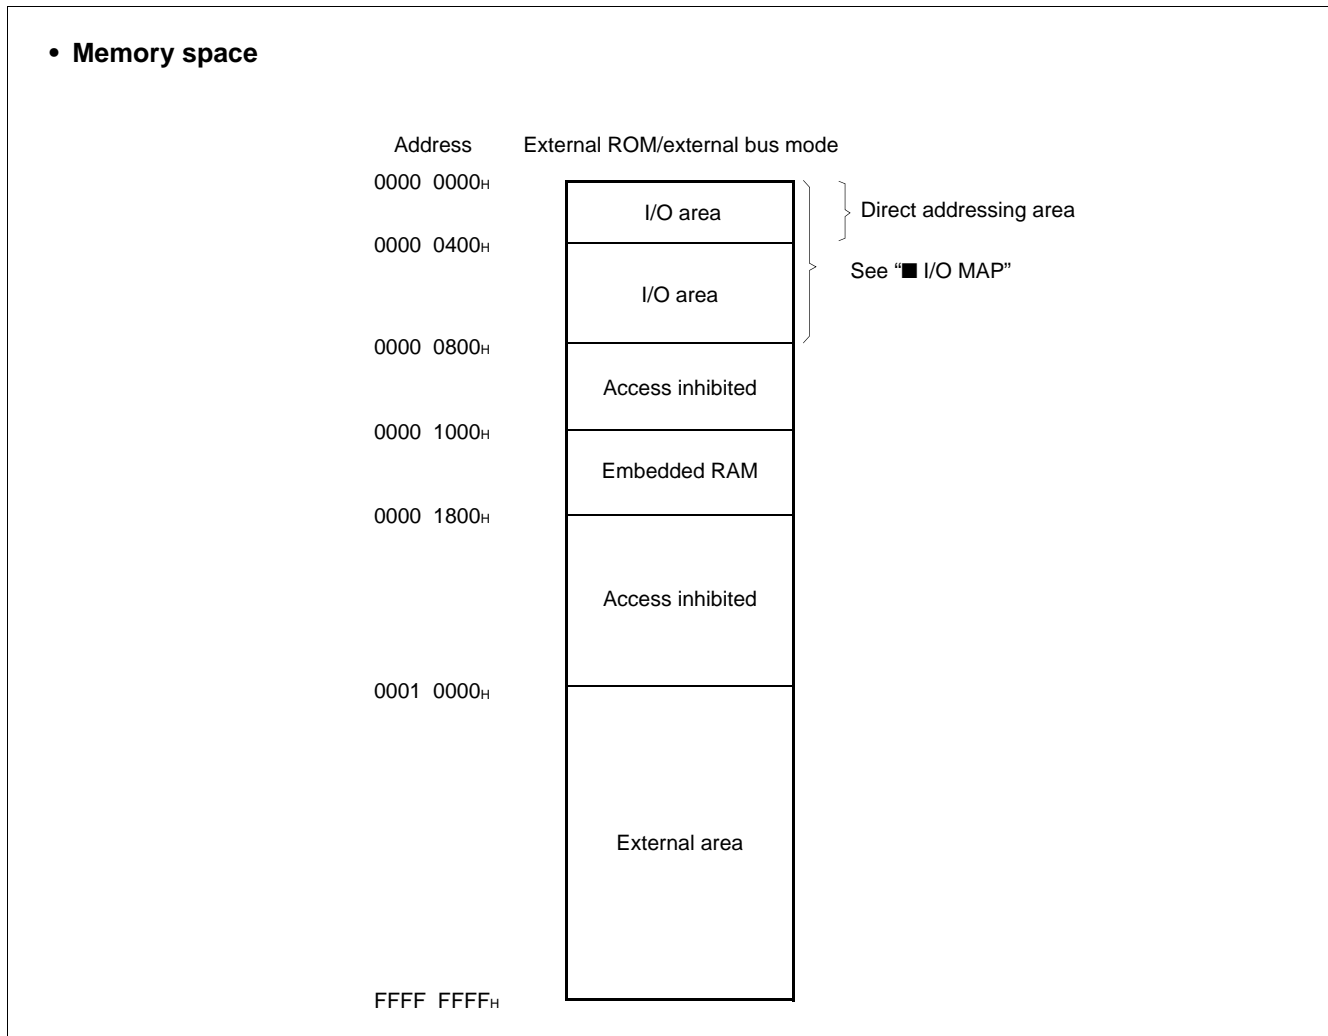 • Memory space
Address External ROM/external bus mode
0000 0000H
I/O area
Direct addressing area
0000 0400H
See “■ I/O MAP”
I/O area
0000 0800H
Access inhibited
0000 1000H
Embedded RAM
0000 1800H
Access inhibited
0001 0000H
External area
FFFF FFFFH